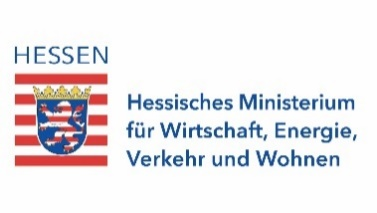 HESSEN
Hessisches Ministerium
für Wirtschaft, Energie,
Verkehr und Wohnen